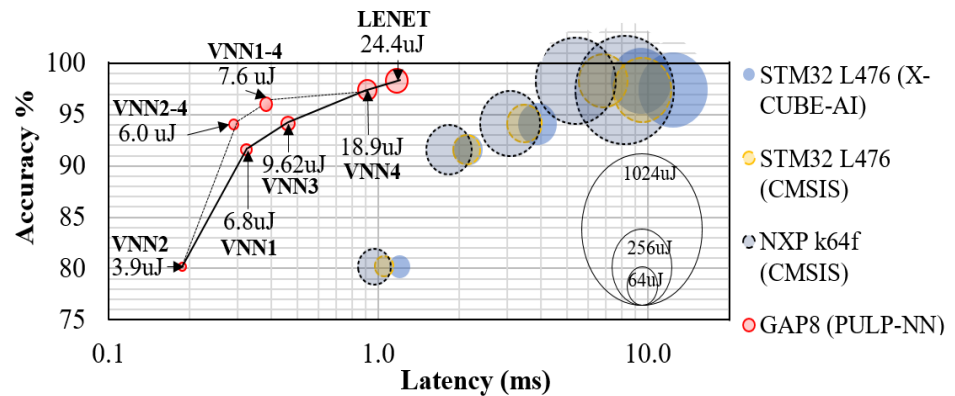 LENET
24.4uJ
VNN1-4
7.6 uJ
VNN2-4
6.0 uJ
18.9uJ
VNN4
9.62uJ
VNN3
6.8uJ
VNN1
VNN2
3.9uJ
1024uJ
256uJ
64uJ
Accuracy %
100
95
90
85
80
75
0.1
1.0
10.0
Latency (ms)
STM32 L476 (X-
CUBE-AI)
STM32 L476
(CMSIS)
NXP k64f
(CMSIS)
GAP8 (PULP-NN)